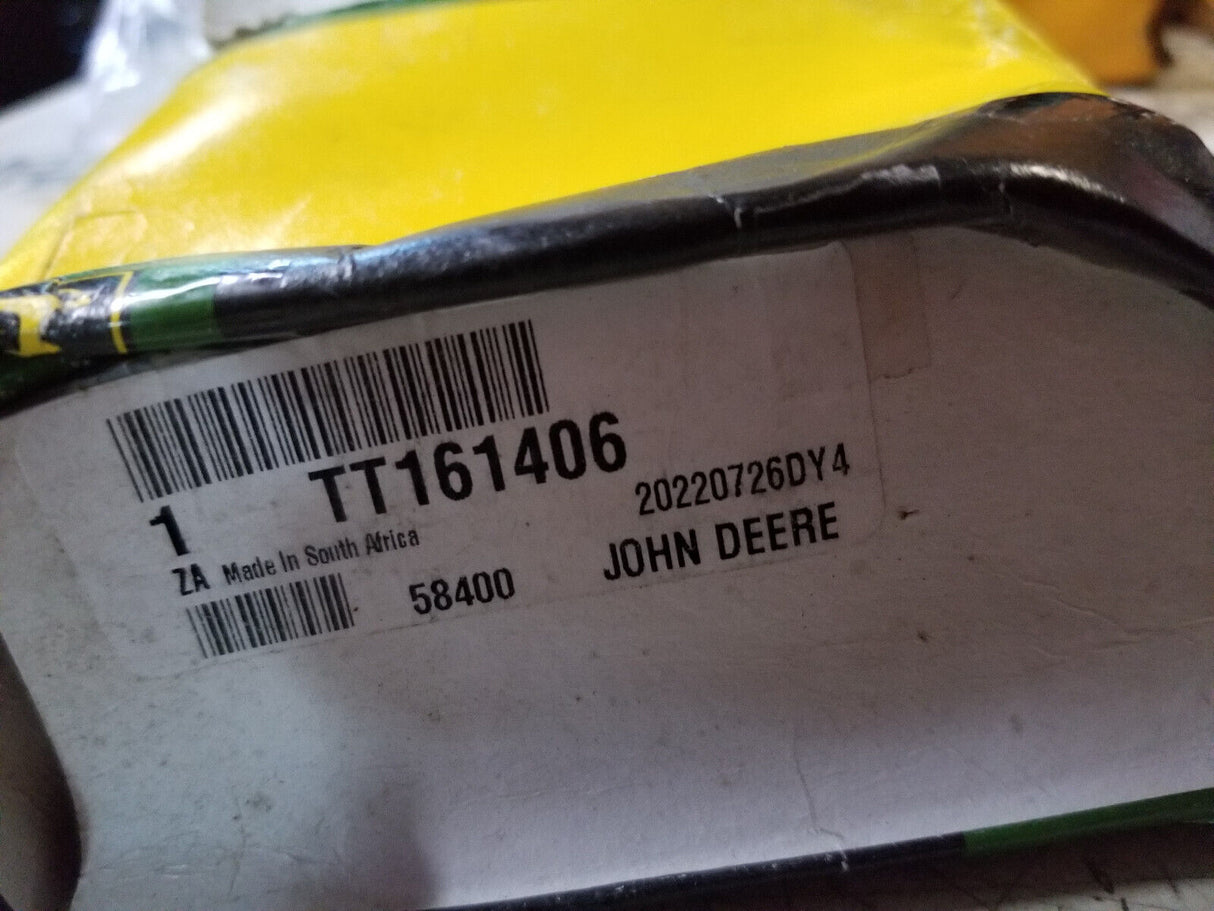 TT161406
1
20220726DY4
ZA Made In South Africa
58400
JOHN DEERE